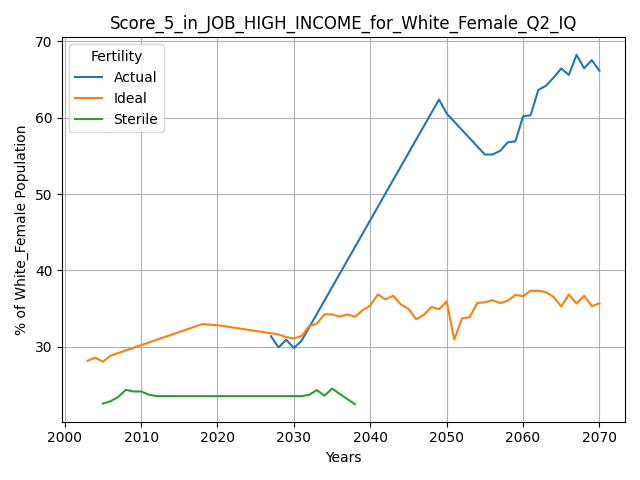 Score_5_in_JOB_HIGH_INCOME_for_White_Female_Q2_IQ
Fertility
Actual
Ideal
Sterile
% of White_Female Population
70
60
50
40
30
2000 2010 2020 2030 2040 2050 2060 2070
Years